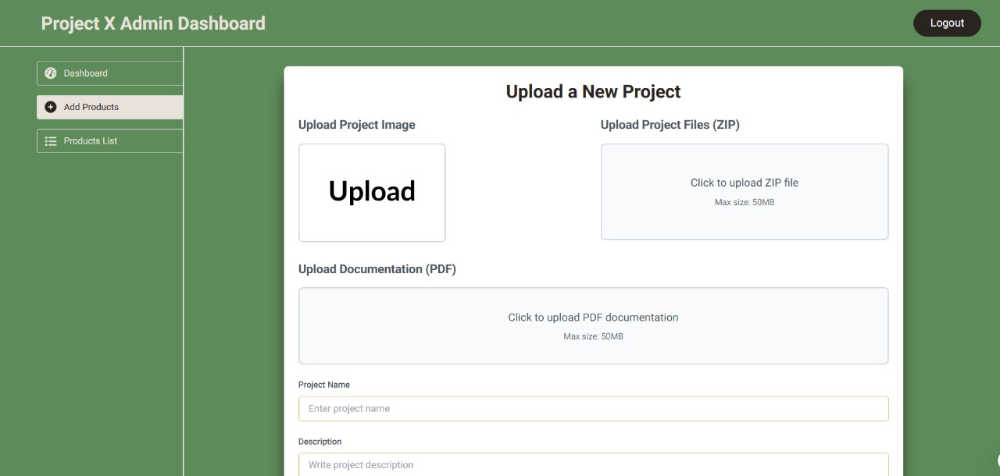 Project X Admin Dashboard
Logout
Dashboard
Add Products
Products List
Upload a New Project
Upload Project Image
Upload Project Files (ZIP)
Upload
Click to upload ZIP file
Max size: 50MB
Upload Documentation (PDF)
Click to upload PDF documentation
Max size: 50MB
Project Name
Enter project name
Description
Write project description